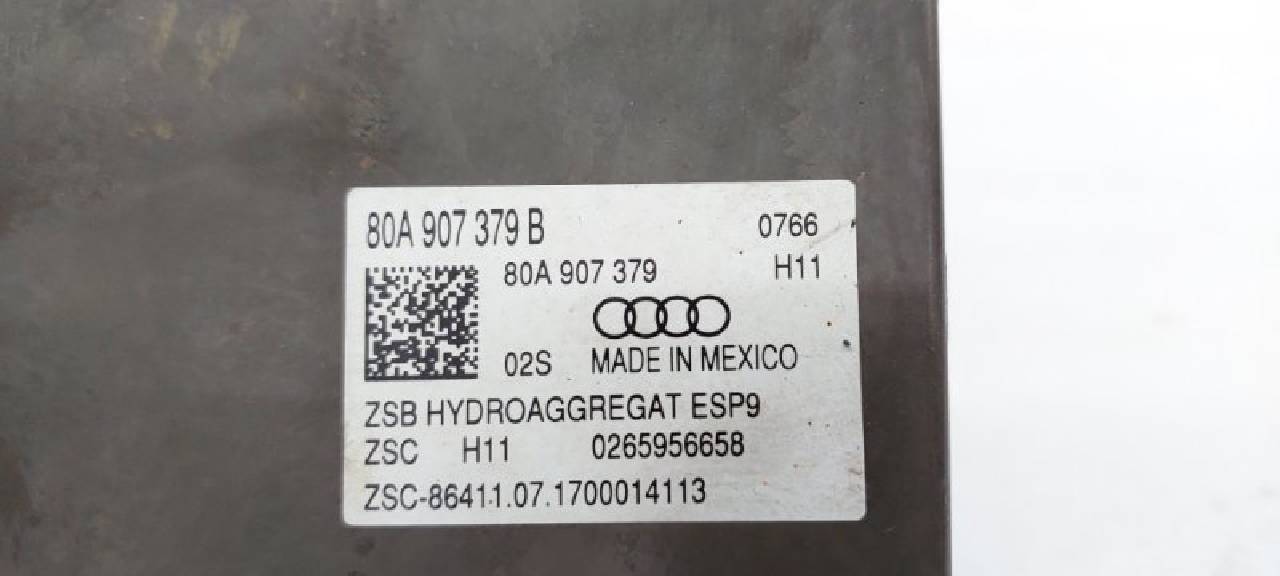 80A 907 379 B 0766
80A 907 379 H11
02S MADE IN MEXICO
ZSB HYDROAGGREGAT ESP9
ZSC H11 0265956658
ZSC-86411.07.1700014113